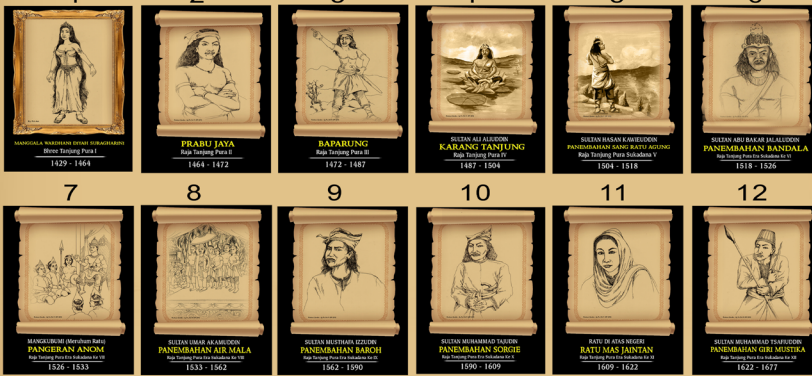 MANGGALA WARDHANI DIYAH SURAGHARINI
Bhree Tanjung Pura I
1429 - 1464
PRABU JAYA
Raja Tanjung Pura II
1464 - 1472
BAPARUNG
Raja Tanjung Pura III
1472 - 1487
SULTAN ALI ALIUDDIN
KARANG TANJUNG
Raja Tanjung Pura IV
1487 - 1504
SULTAN HASAN KAWIEUDDIN
PANEMBAHAN SANG RATU AGUNG
Raja Tanjung Pura Sukadana V
1504 - 1518
SULTAN ABU BAKAR JALALUDDIN
PANEMBAHAN BANDALA
Raja Tanjung Pura Era Sukadana Ke VI
1518 - 1526
7
MANGKUBUMI (Meruhum Ratu)
PANGERAN ANOM
Raja Tanjung Pura Era Sukadana Ke VII
1526 - 1533
8
SULTAN UMAR AKAMUDDIN
PANEMBAHAN AIR MALA
Raja Tanjung Pura Era Sukadana Ke VIII
1533 - 1562
9
SULTAN MUSTHAFA IZZUDIN
PANEMBAHAN BAROH
Raja Tanjung Pura Era Sukadana Ke IX
1562 - 1590
10
SULTAN MUHAMMAD TAJUDIN
PANEMBAHAN SORGIE
Raja Tanjung Pura Era Sukadana Ke X
1590 - 1609
11
RATU DI ATAS NEGERI
RATU MAS JAINTAN
Raja Tanjung Pura Era Sukadana Ke XI
1609 - 1622
12
SULTAN MUHAMMAD TSAFIUDDIN
PANEMBAHAN GIRI MUSTIKA
Raja Tanjung Pura Era Sukadana Ke XII
1622 - 1677